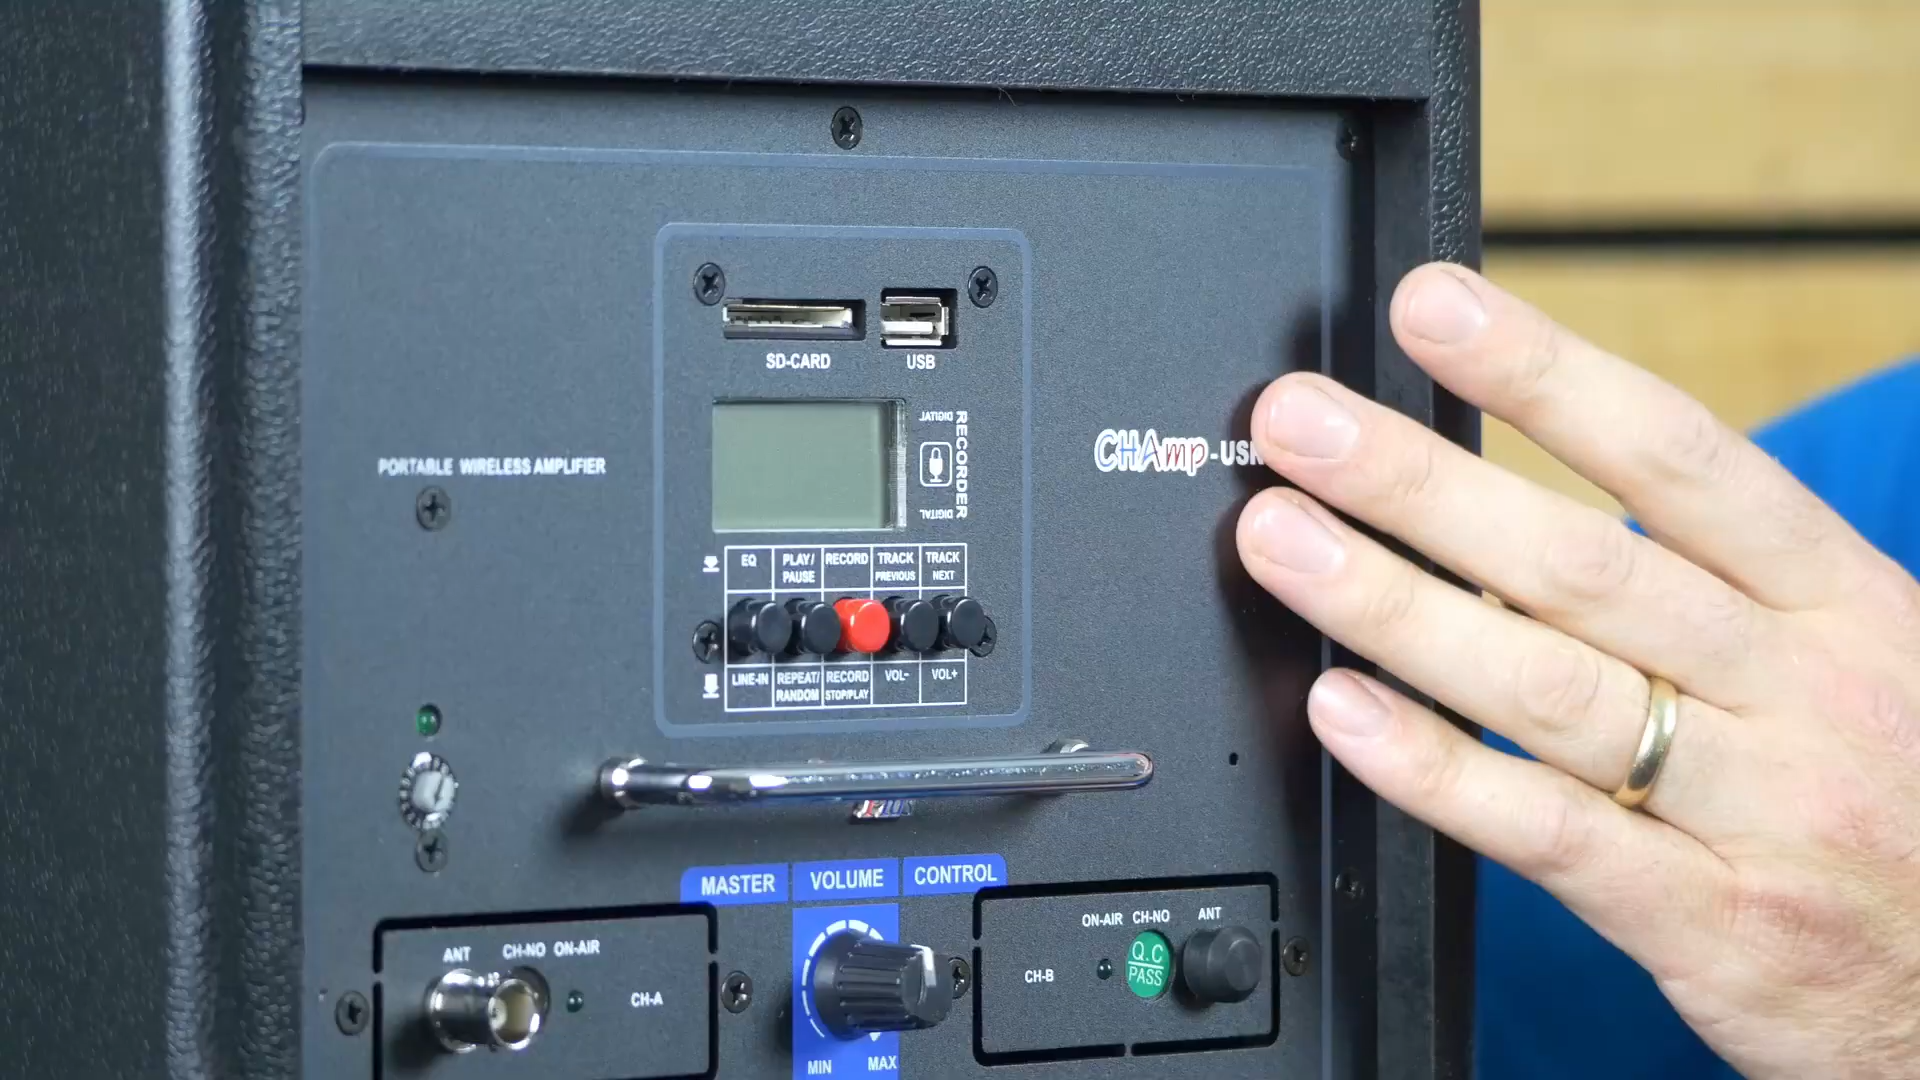 SD-CARD
USB
DIGITAL
RECORDER
DIGITAL
PORTABLE WIRELESS AMPLIFIER
CHAmp-USR
EQ
PLAY/
PAUSE
RECORD
TRACK
PREVIOUS
TRACK
NEXT
LINE-IN
REPEAT/
RANDOM
RECORD
STOP/PLAY
VOL-
VOL+
MASTER
VOLUME
CONTROL
ANT
CH-NO
ON-AIR
CH-A
MIN
MAX
ON-AIR
CH-NO
ANT
CH-B
Q.C
PASS